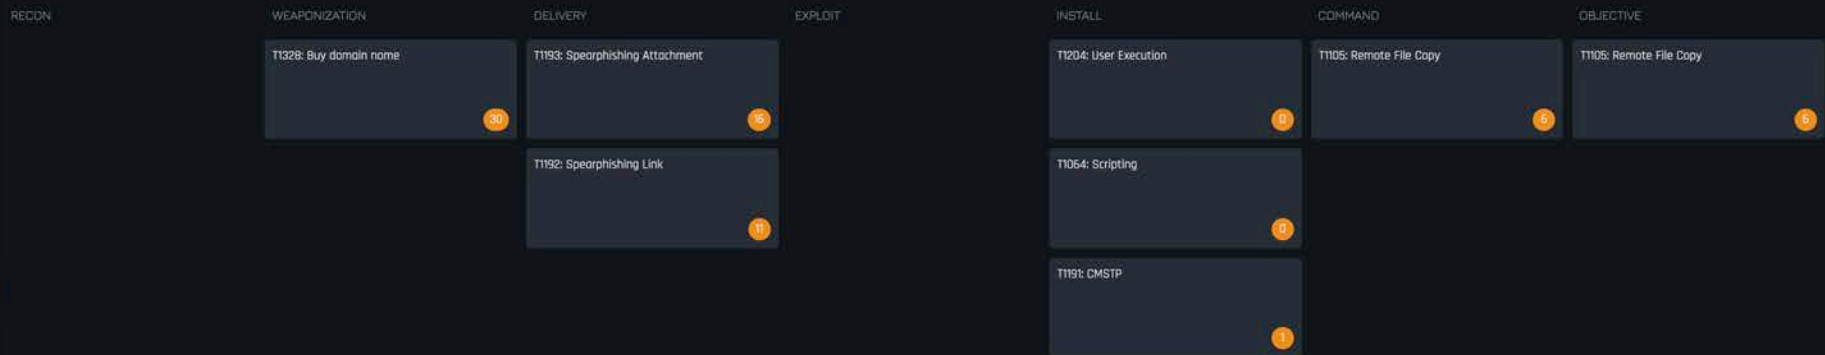 RECON
WEAPONIZATION
DELIVERY
EXPLOIT
INSTALL
COMMAND
OBJECTIVE
T1328: Buy domain name
30
T1193: Spearphishing Attachment
16
T1192: Spearphishing Link
11
T1204: User Execution
0
T1064: Scripting
0
T1191: CMSTP
1
T1105: Remote File Copy
6
T1105: Remote File Copy
6